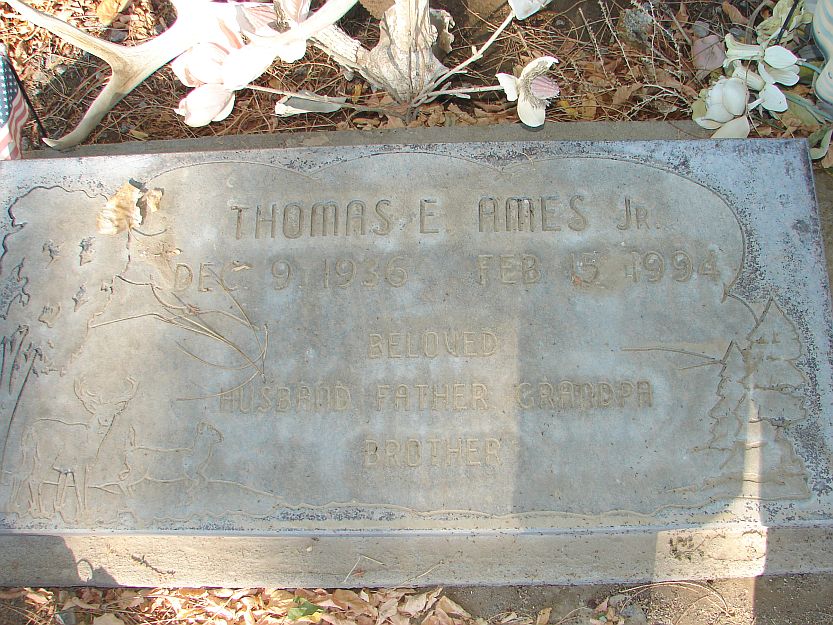 THOMAS E. AMES JR.
DEC 9 1936 FEB 15 1994
BELOVED
HUSBAND FATHER GRANDPA
BROTHER